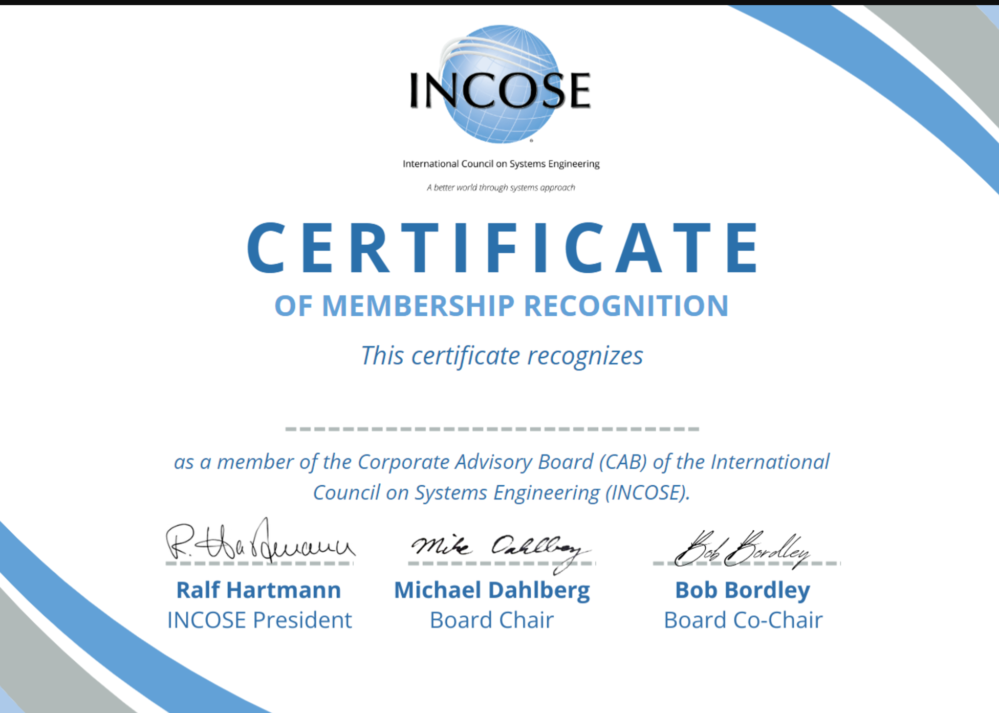 INCOSE
®
International Council on Systems Engineering
A better world through systems approach
CERTIFICATE
OF MEMBERSHIP RECOGNITION
This certificate recognizes
as a member of the Corporate Advisory Board (CAB) of the International
Council on Systems Engineering (INCOSE).
R. Hartmann Mike Dahlberg Bob Bordley
Ralf Hartmann Michael Dahlberg Bob Bordley
INCOSE President Board Chair Board Co-Chair